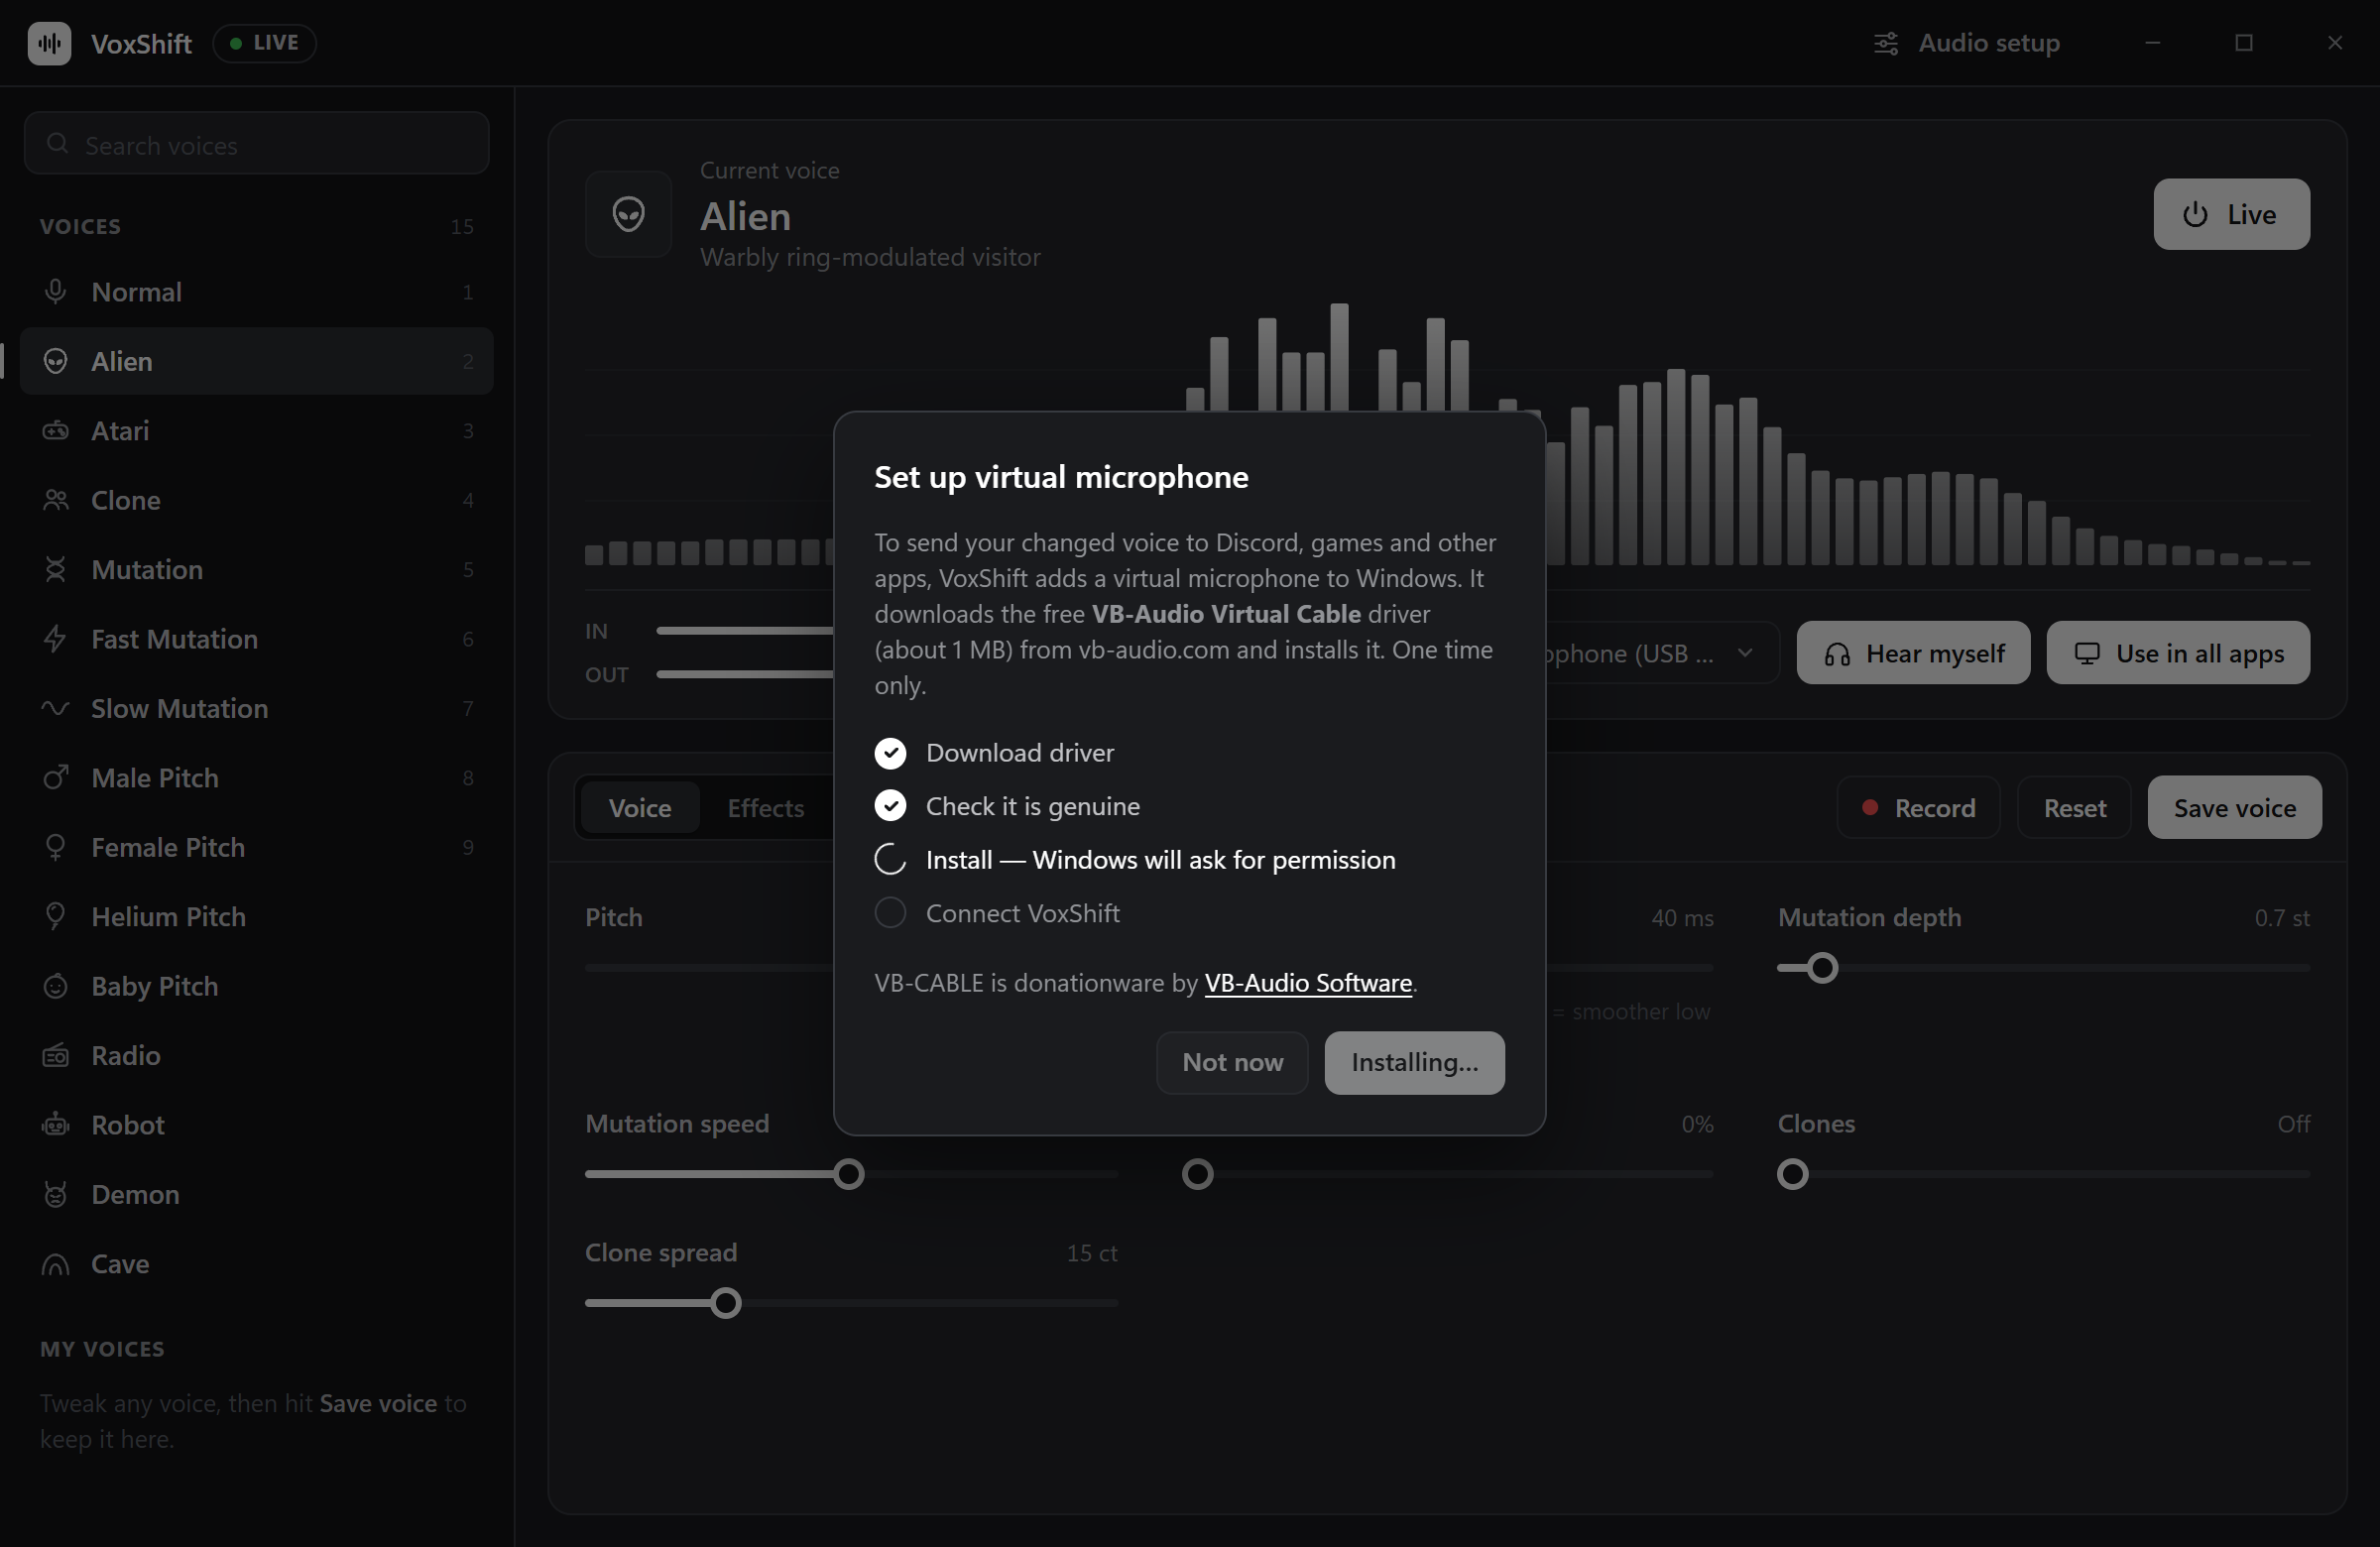 VoxShift
LIVE
Audio setup
Search voices
VOICES 15
Normal 1
Alien 2
Atari 3
Clone 4
Mutation 5
Fast Mutation 6
Slow Mutation 7
Male Pitch 8
Female Pitch 9
Helium Pitch
Baby Pitch
Radio
Robot
Demon
Cave
MY VOICES
Tweak any voice, then hit Save voice to
keep it here.
Current voice
Alien
Warbly ring-modulated visitor
Live
IN
OUT
(USB ...
Hear myself
Use in all apps
Voice
Effects
Record
Reset
Save voice
Pitch
40 ms
Mutation depth
0.7 st
= smoother low
Mutation speed
0%
Clones
Off
Clone spread
15 ct
Set up virtual microphone
To send your changed voice to Discord, games and other
apps, VoxShift adds a virtual microphone to Windows. It
downloads the free VB-Audio Virtual Cable driver
(about 1 MB) from vb-audio.com and installs it. One time
only.
Download driver
Check it is genuine
Install — Windows will ask for permission
Connect VoxShift
VB-CABLE is donationware by VB-Audio Software.
Not now
Installing...